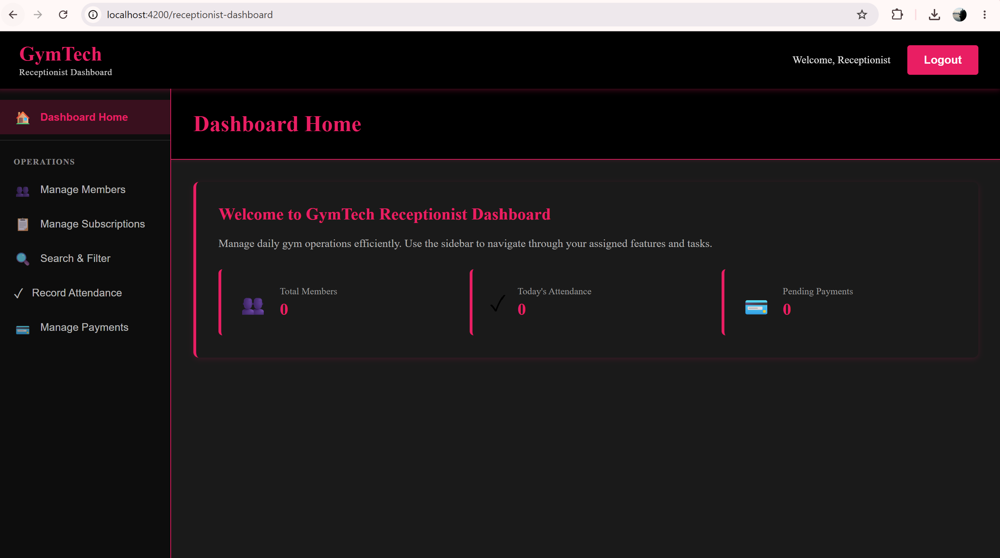 localhost:4200/receptionist-dashboard
GymTech
Receptionist Dashboard
Welcome, Receptionist
Logout
Dashboard Home
OPERATIONS
Manage Members
Manage Subscriptions
Search & Filter
✓ Record Attendance
Manage Payments
Dashboard Home
Welcome to GymTech Receptionist Dashboard
Manage daily gym operations efficiently. Use the sidebar to navigate through your assigned features and tasks.
Total Members
0
✓
Today's Attendance
0
Pending Payments
0